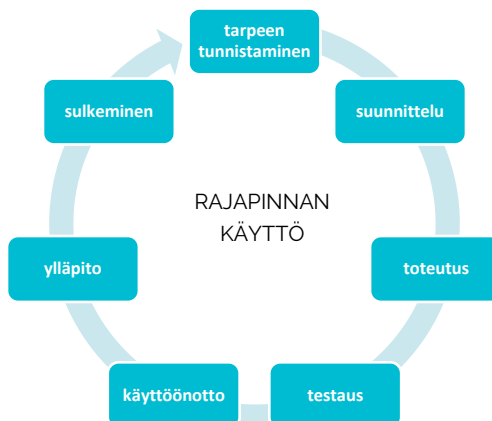 tarpeen
tunnistaminen
suunnittelu
toteutus
testaus
käyttöönotto
ylläpito
sulkeminen
RAJAPINNAN
KÄYTTÖ